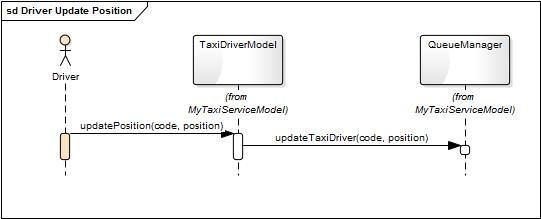 sd Driver Update Position
TaxiDriverModel
QueueManager
Driver
(from
MyTaxiServiceModel)
(from
MyTaxiServiceModel)
updatePosition(code, position)
updateTaxiDriver(code, position)